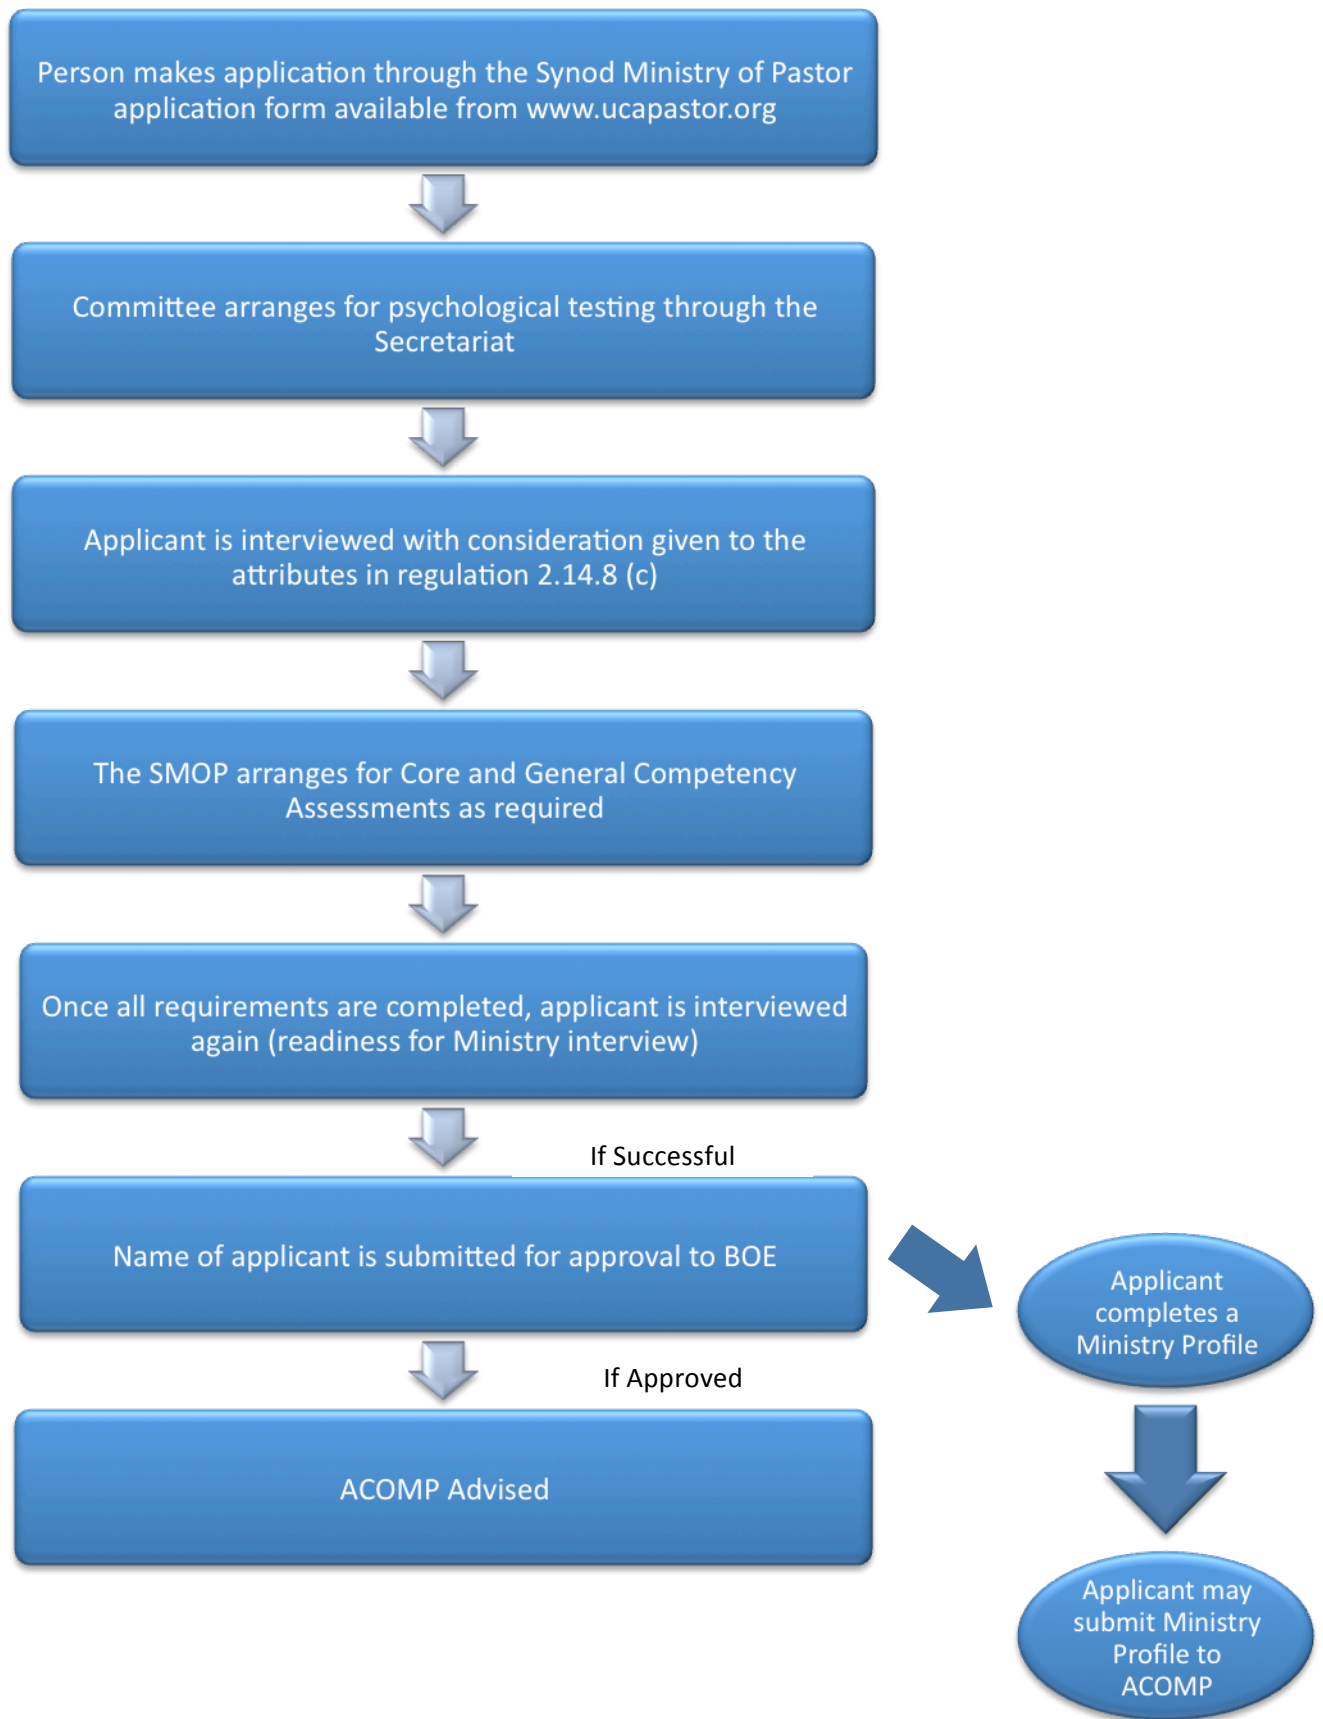 Person makes application through the Synod Ministry of Pastor
application form available from www.ucapastor.org
Committee arranges for psychological testing through the
Secretariat
Applicant is interviewed with consideration given to the
attributes in regulation 2.14.8 (c)
The SMOP arranges for Core and General Competency
Assessments as required
Once all requirements are completed, applicant is interviewed
again (readiness for Ministry interview)
If Successful
Name of applicant is submitted for approval to BOE
If Approved
ACOMP Advised
Applicant
completes a
Ministry Profile
Applicant may
submit Ministry
Profile to
ACOMP